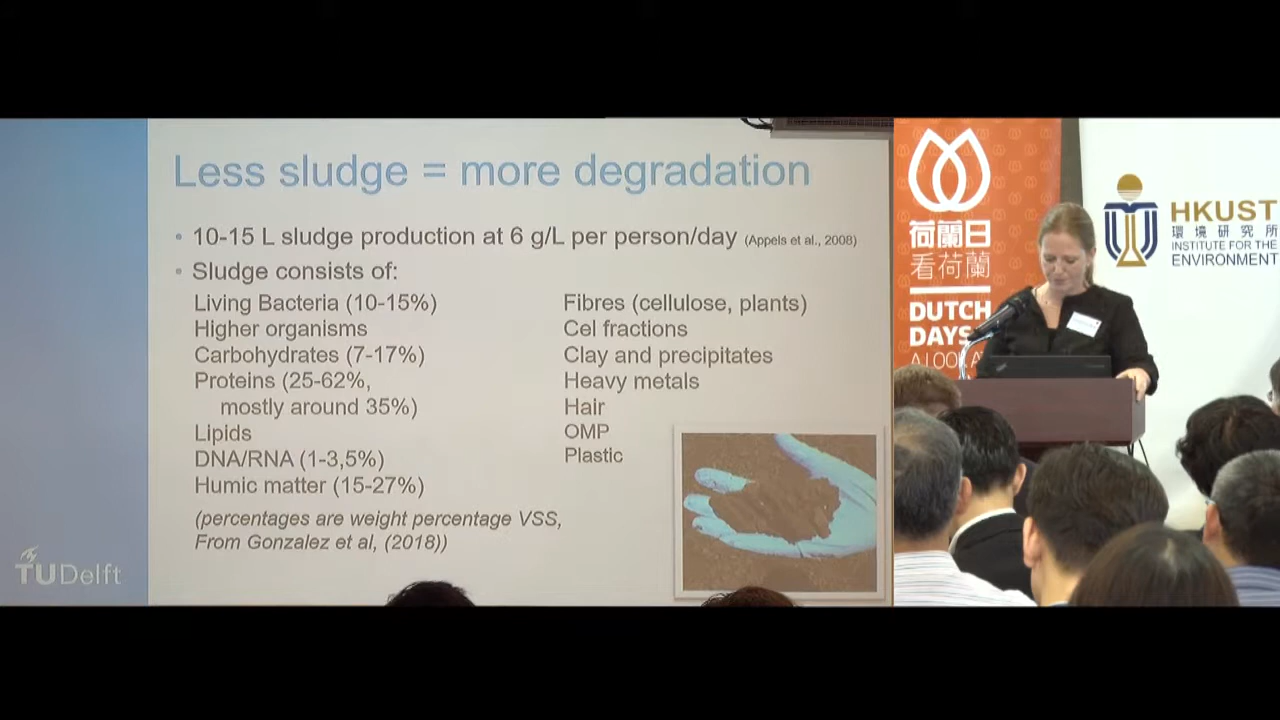 Less sludge = more degradation
• 10-15 L sludge production at 6 g/L per person/day (Appels et al., 2008)
• Sludge consists of:
Living Bacteria (10-15%)
Higher organisms
Carbohydrates (7-17%)
Proteins (25-62%,
mostly around 35%)
Lipids
DNA/RNA (1-3,5%)
Humic matter (15-27%)
(percentages are weight percentage VSS,
From Gonzalez et al, (2018))
Fibres (cellulose, plants)
Cel fractions
Clay and precipitates
Heavy metals
Hair
OMP
Plastic
TUDelft
荷蘭日
看荷蘭
DUTCH
DAYS
A LOOK A
HKUST
環境研究所
INSTITUTE FOR THE
ENVIRONMENT